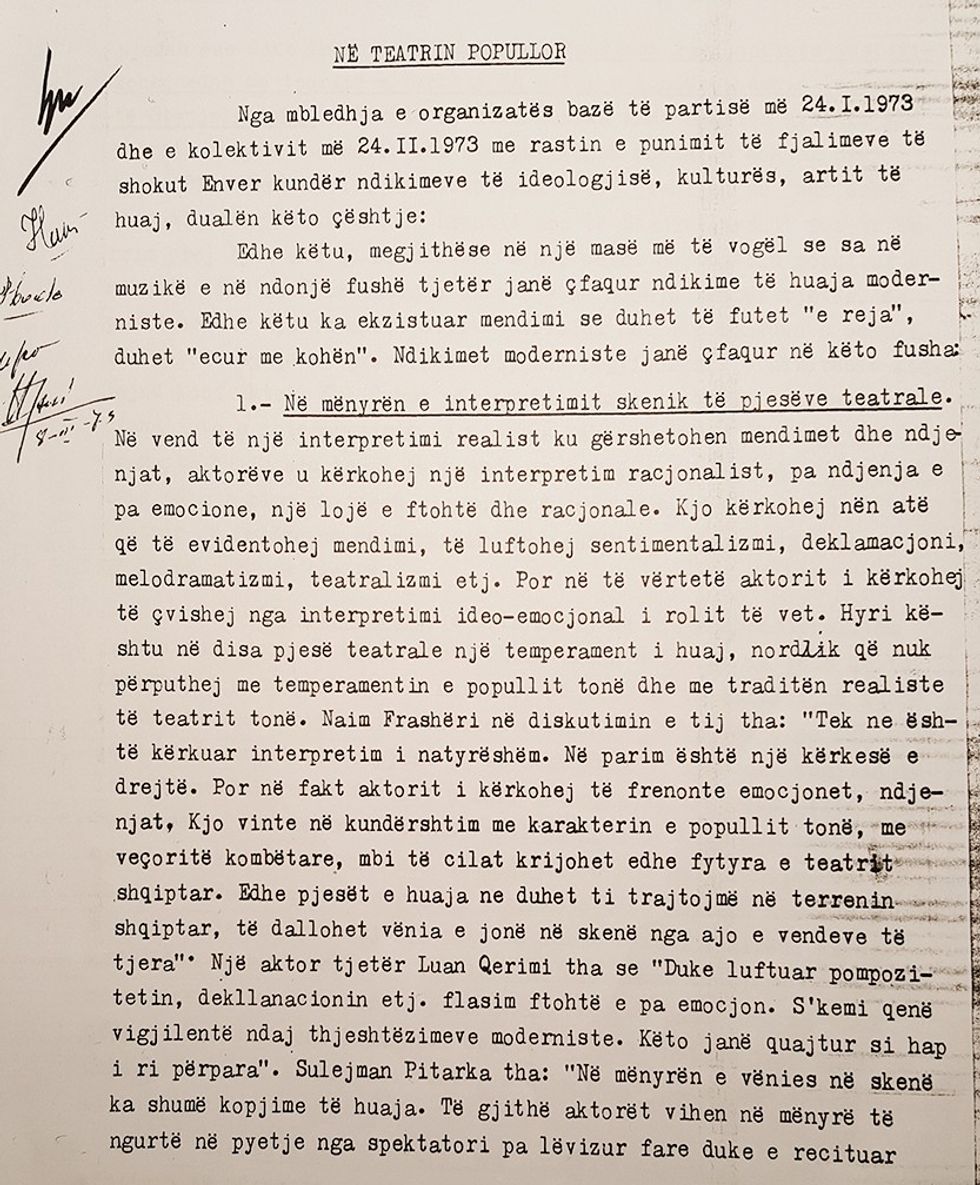 NË TEATRIN POPULLOR
Nga mbledhja e organizatës bazë të partisë më 24.I.1973
dhe e kolektivit më 24.II.1973 me rastin e punimit të fjalimeve të
shokut Enver kundër ndikimeve të ideologjisë, kulturës, artit të
huaj, dualën këto çështje:
Edhe këtu, megjithëse në një masë më të vogël se sa në
muzikë e në ndonjë fushë tjetër janë çfaqur ndikime të huaja moder-
niste. Edhe këtu ka ekzistuar mendimi se duhet të futet "e reja",
duhet "ecur me kohën". Ndikimet moderniste janë çfaqur në këto fusha:
1.- Në mënyrën e interpretimit skenik të pjesëve teatrale.
Në vend të një interpretimi realist ku gërshetohen mendimet dhe ndje-
njat, aktorëve u kërkohej një interpretim racjonalist, pa ndjenja e
pa emocione, një lojë e ftohtë dhe racjonale. Kjo kërkohej nën atë
që të evidentohej mendimi, të luftohej sentimentalizmi, deklamacjoni,
melodramatizmi, teatralizmi etj. Por në të vërtetë aktorit i kërkohej
të çvishej nga interpretimi ideo-emocjonal i rolit të vet. Hyri kë-
shtu në disa pjesë teatrale një temperament i huaj, nordik që nuk
përputhej me temperamentin e popullit tonë dhe me traditën realiste
të teatrit tonë. Naim Frashëri në diskutimin e tij tha: "Tek ne ësh-
të kërkuar interpretim i natyrëshëm. Në parim është një kërkesë e
drejtë. Por në fakt aktorit i kërkohej të frenonte emocjonet, ndje-
njat, Kjo vinte në kundërshtim me karakterin e popullit tonë, me
veçoritë kombëtare, mbi të cilat krijohet edhe fytyra e teatrit
shqiptar. Edhe pjesët e huaja ne duhet ti trajtojmë në terrenin
shqiptar, të dallohet vënia e jonë në skenë nga ajo e vendeve të
tjera". Një aktor tjetër Luan Qerimi tha se "Duke luftuar pompozi-
tetin, dekllanacionin etj. flasim ftohtë e pa emocjon. S'kemi qenë
vigjilentë ndaj thjeshtëzimeve moderniste. Këto janë quajtur si hap
i ri përpara". Sulejman Pitarka tha: "Në mënyrën e vënies në skenë
ka shumë kopjime të huaja. Të gjithë aktorët vihen në mënyrë të
ngurtë në pyetje nga spektatori pa lëvizur fare duke e recituar